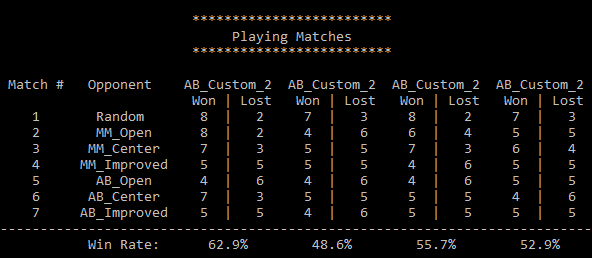 *************************
Playing Matches
*************************
Match # Opponent AB_Custom_2 AB_Custom_2 AB_Custom_2 AB_Custom_2
Won | Lost Won | Lost Won | Lost Won | Lost
1 Random 8 | 2 7 | 3 8 | 2 7 | 3
2 MM_Open 8 | 2 4 | 6 6 | 4 5 | 5
3 MM_Center 7 | 3 5 | 5 7 | 3 6 | 4
4 MM_Improved 5 | 5 5 | 5 4 | 6 5 | 5
5 AB_Open 4 | 6 4 | 6 4 | 6 5 | 5
6 AB_Center 7 | 3 5 | 5 5 | 5 4 | 6
7 AB_Improved 5 | 5 4 | 6 5 | 5 5 | 5
--------------------------------------------------------------------------
Win Rate: 62.9% 48.6% 55.7% 52.9%